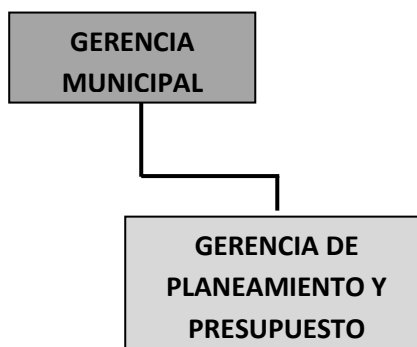 GERENCIA
MUNICIPAL
GERENCIA DE
PLANEAMIENTO Y
PRESUPUESTO